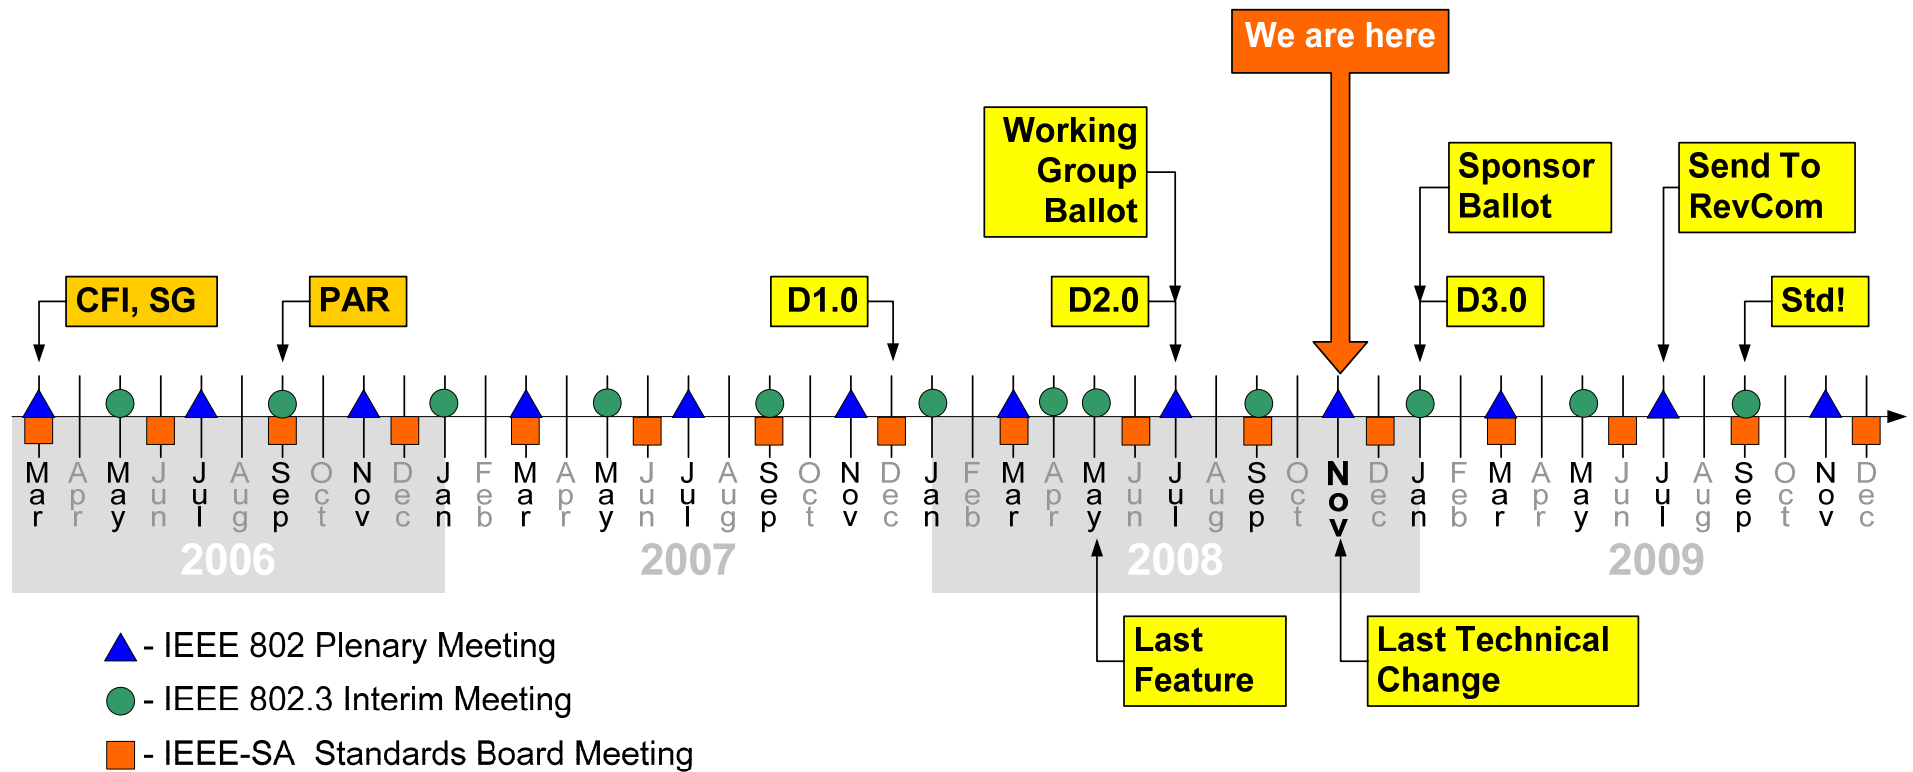 We are here
Working
Group
Ballot
Sponsor
Ballot
Send To
RevCom
CFI, SG
PAR
D1.0
D2.0
D3.0
Std!
Mar Apr May Jun Jul Aug Sep Oct Nov Dec Jan Feb Mar Apr May Jun Jul Aug Sep Oct Nov Dec Jan Feb Mar Apr May Jun Jul Aug Sep Oct Nov Dec Jan Feb Mar Apr May Jun Jul Aug Sep Oct Nov Dec
2006 2007 2008 2009
Last
Feature
Last Technical
Change
- IEEE 802 Plenary Meeting
- IEEE 802.3 Interim Meeting
- IEEE-SA Standards Board Meeting